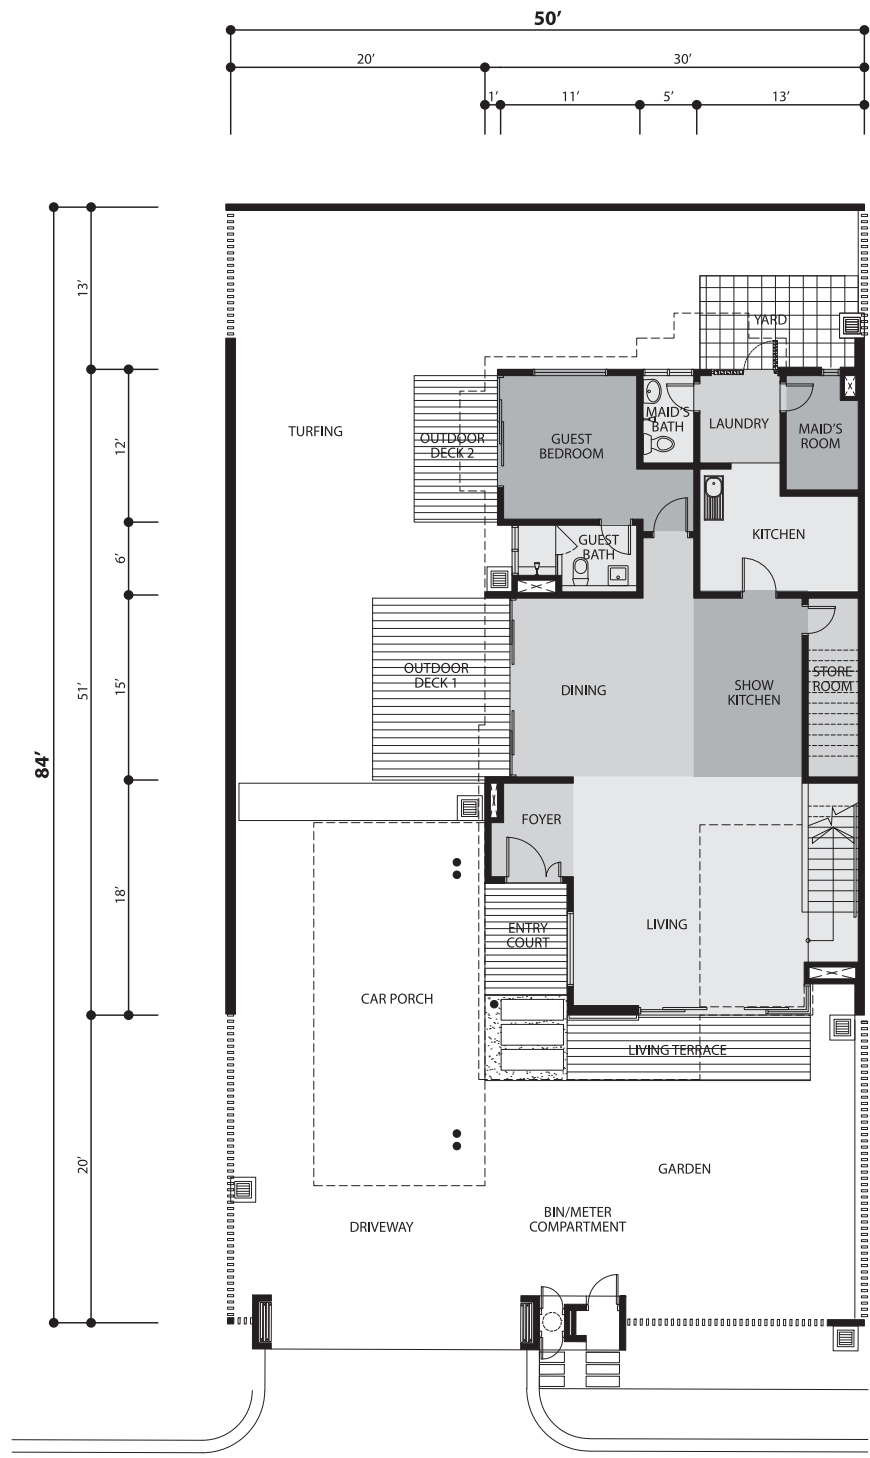 50’
20’
30’
1’
11’
5’
13’
13’
YARD
TURFING
OUTDOOR
DECK 2
GUEST
BEDROOM
MAID’S
BATH
LAUNDRY
MAID’S
ROOM
12’
KITCHEN
GUEST
BATH
6’
OUTDOOR
DECK 1
DINING
SHOW
KITCHEN
STORE
ROOM
15’
51’
84’
FOYER
18’
ENTRY
COURT
LIVING
CAR PORCH
LIVING TERRACE
20’
GARDEN
DRIVEWAY
BIN/METER
COMPARTMENT